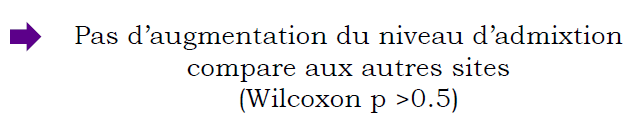 Pas d’augmentation du niveau d’admixtion
compare aux autres sites
(Wilcoxon p >0.5)